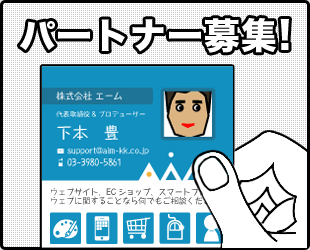 パートナー募集!
株式会社 エーム
代表取締役 & プロデューサー
下本 豊
support@aim-kk.co.jp
03-3980-5861
ウェブサイト、ECショップ、スマートフ
ウェブに関することなら何でもご相談くだ